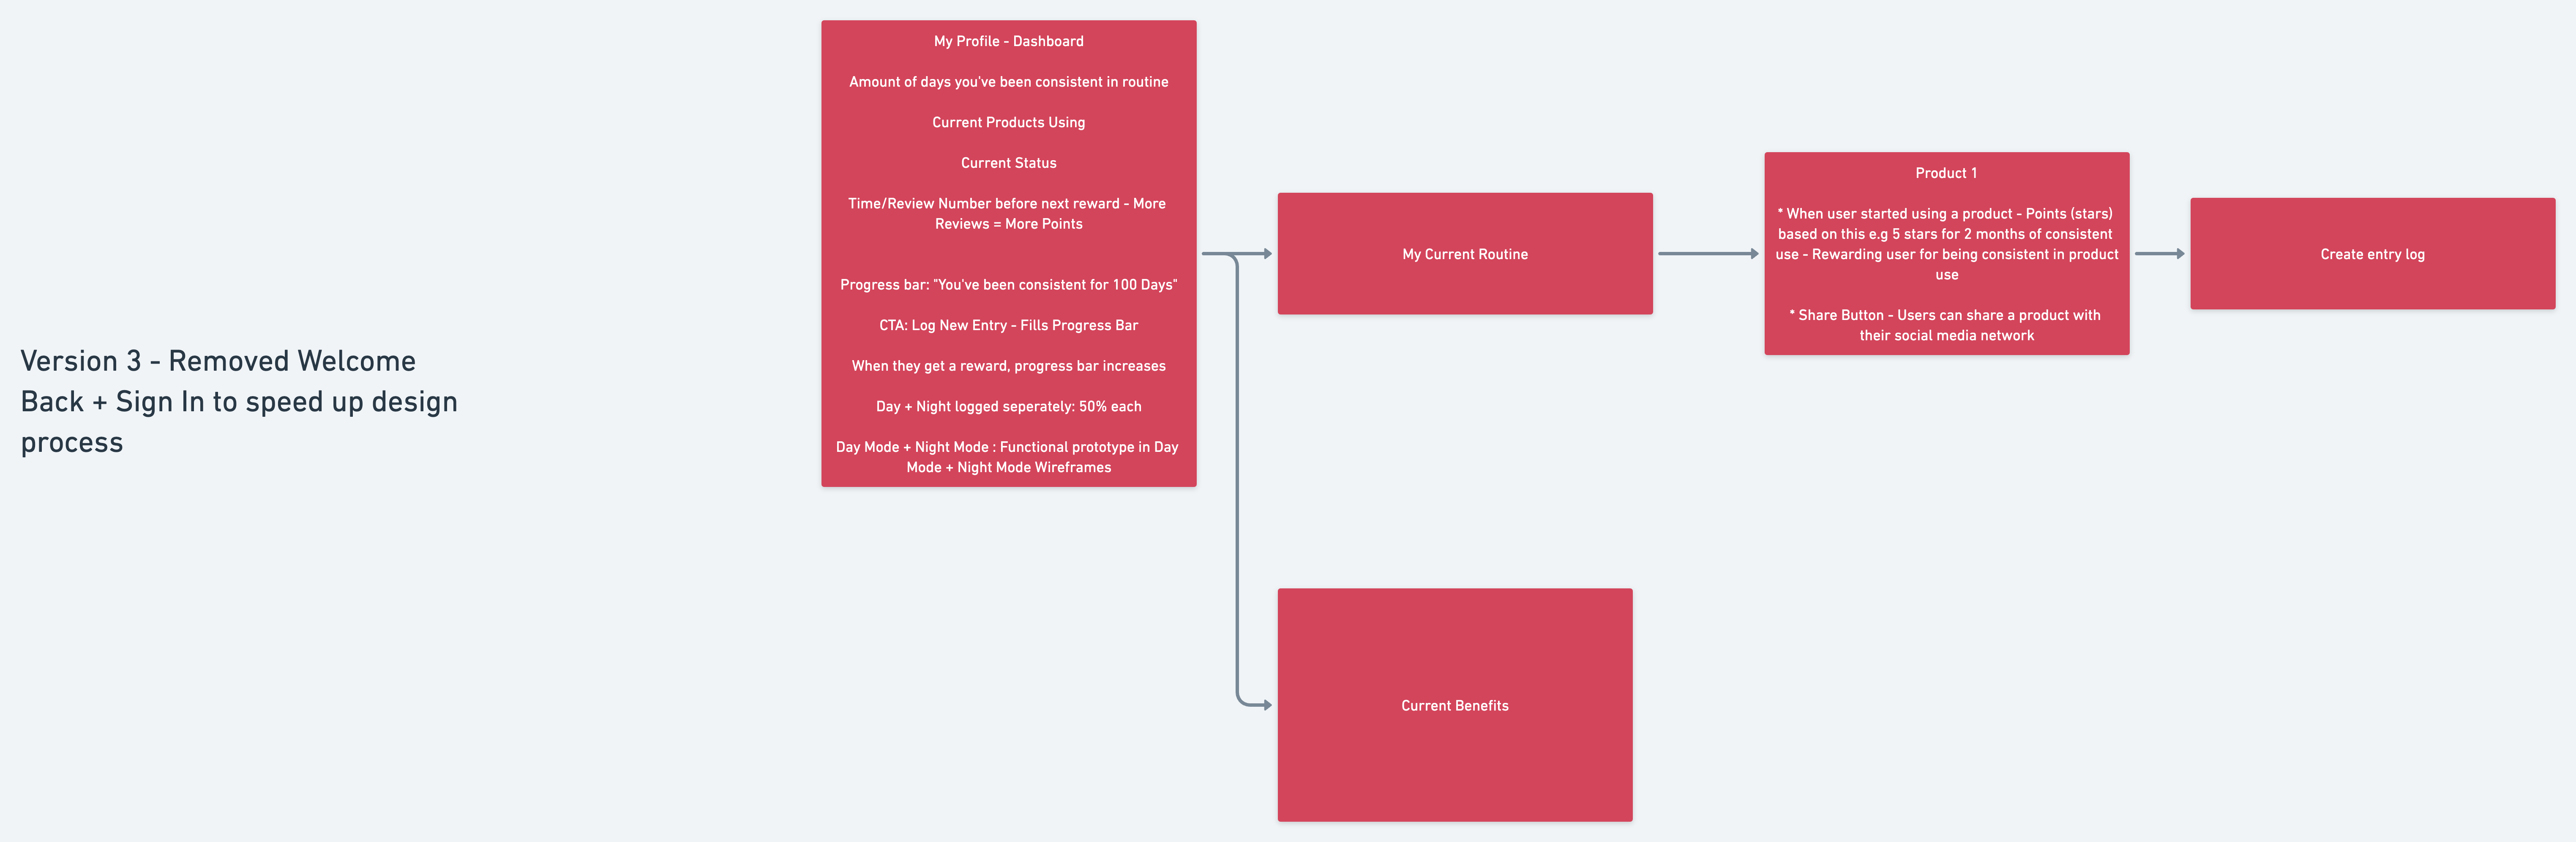 Version 3 - Removed Welcome
Back + Sign In to speed up design
process
My Profile - Dashboard
Amount of days you've been consistent in routine
Current Products Using
Current Status
Time/Review Number before next reward - More
Reviews = More Points
Progress bar: "You've been consistent for 100 Days"
CTA: Log New Entry - Fills Progress Bar
When they get a reward, progress bar increases
Day + Night logged seperately: 50% each
Day Mode + Night Mode : Functional prototype in Day
Mode + Night Mode Wireframes
My Current Routine
Product 1
* When user started using a product - Points (stars)
based on this e.g 5 stars for 2 months of consistent
use - Rewarding user for being consistent in product
use
* Share Button - Users can share a product with
their social media network
Create entry log
Current Benefits